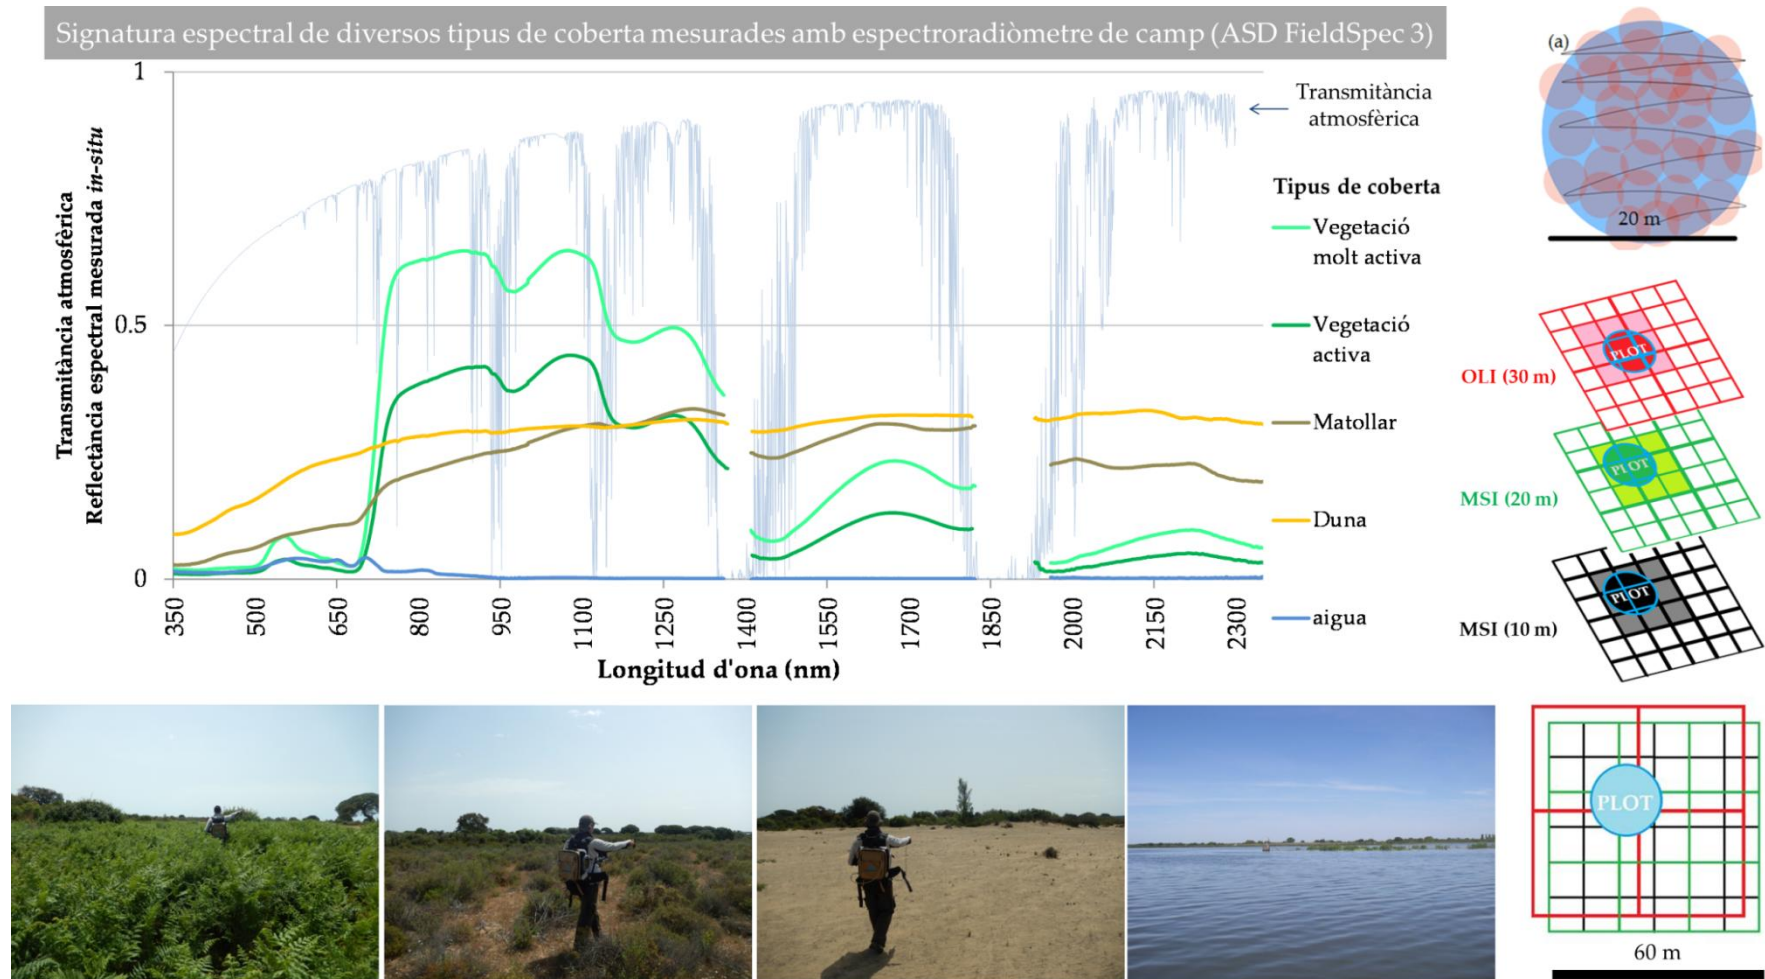 Signatura espectral de diversos tipus de coberta mesurades amb espectroradiòmetre de camp (ASD FieldSpec 3)
Transmitància atmosfèrica
Reflectància espectral mesurada in-situ
1
0.5
0
350
500
650
800
950
1100
1250
1400
1550
1700
1850
2000
2150
2300
Longitud d'ona (nm)
Transmitància
atmosfèrica
Tipus de coberta
Vegetació
molt activa
Vegetació
activa
Matollar
Duna
aigua
(a)
20 m
PLOT
OLI (30 m)
PLOT
MSI (20 m)
PLOT
MSI (10 m)
PLOT
60 m